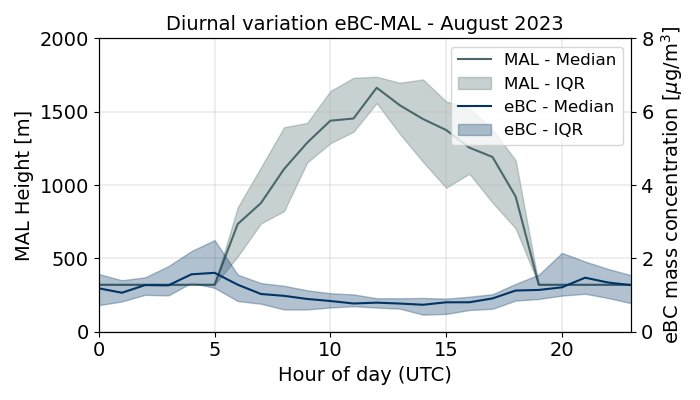 Diurnal variation eBC-MAL - August 2023
MAL Height [m]
2000
1500
1000
500
0
MAL - Median
MAL - IQR
eBC - Median
eBC - IQR
8
6
4
2
0
eBC mass concentration [μg/m³]
0 5 10 15 20
Hour of day (UTC)